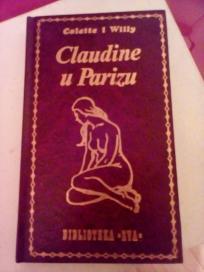 Colette i Willy
Claudine
u Parizu
BIBLIOTEKA »EVA«